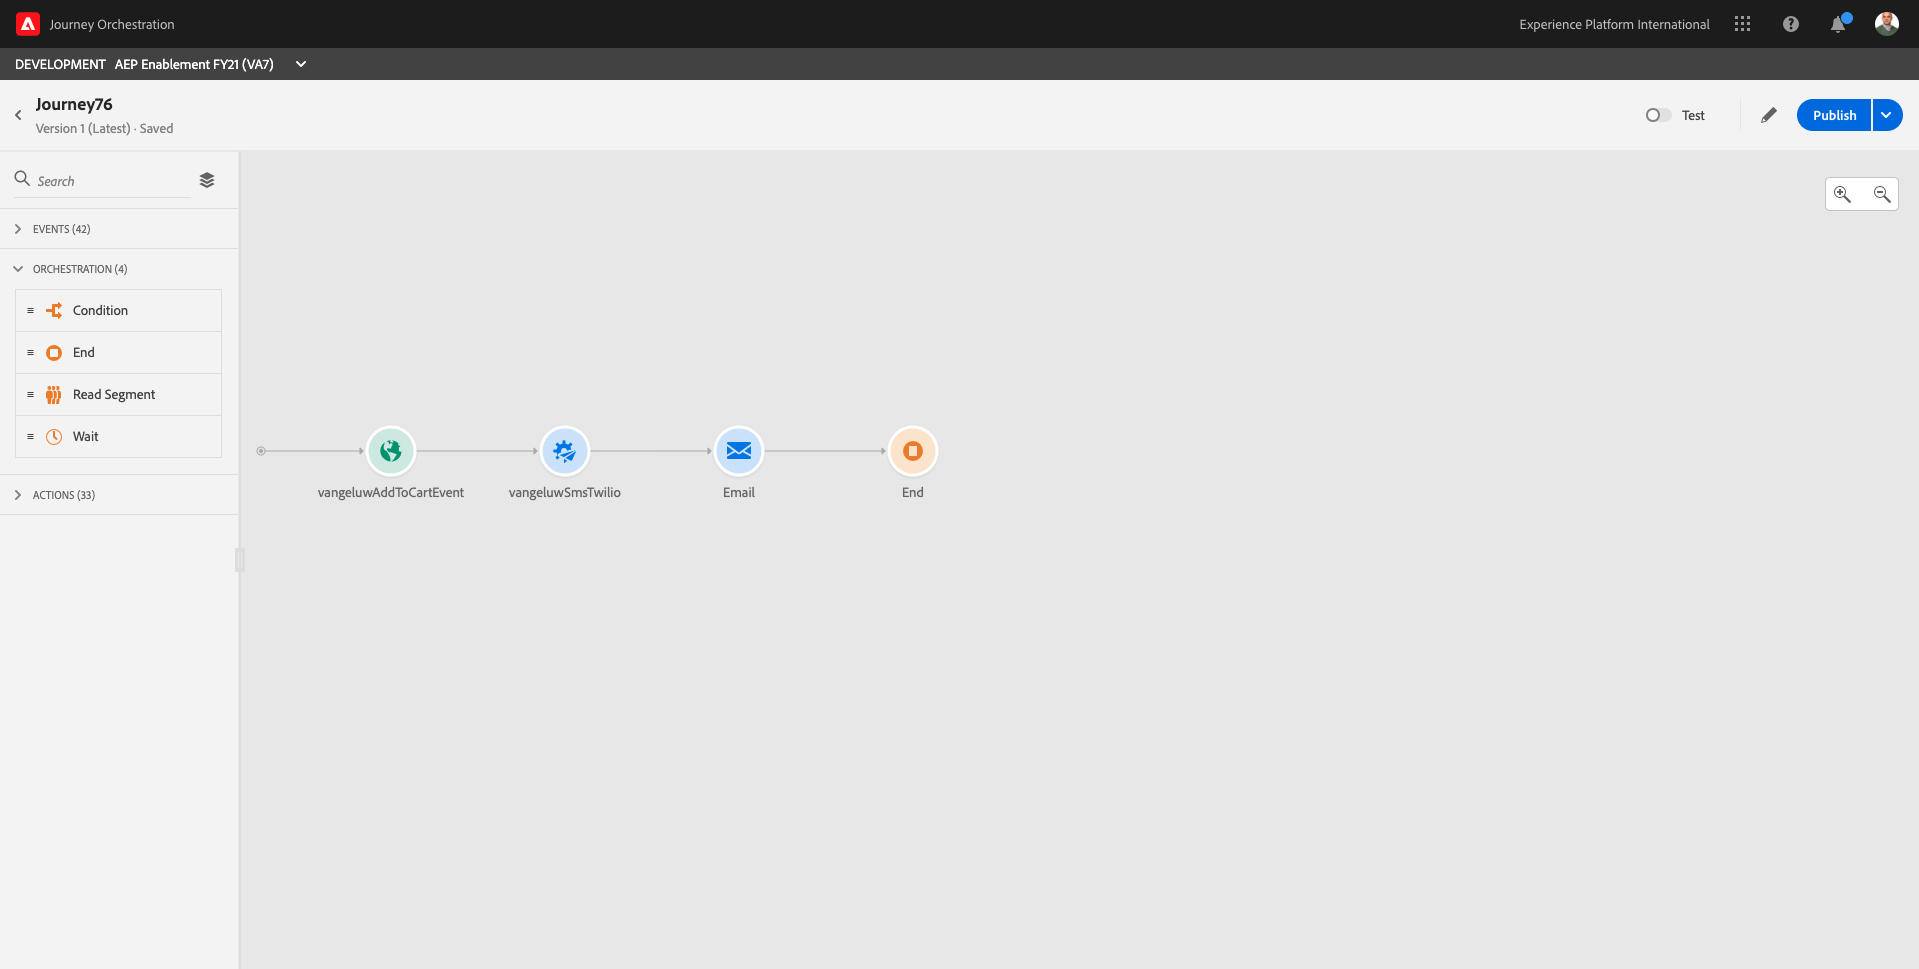 Journey Orchestration
Experience Platform International
DEVELOPMENT AEP Enablement FY21 (VA7)
Journey76
Version 1 (Latest) · Saved
Test
Publish
Search
EVENTS (42)
ORCHESTRATION (4)
Condition
End
Read Segment
Wait
vangeluwAddToCartEvent
vangeluwSmsTwilio
Email
End
ACTIONS (33)